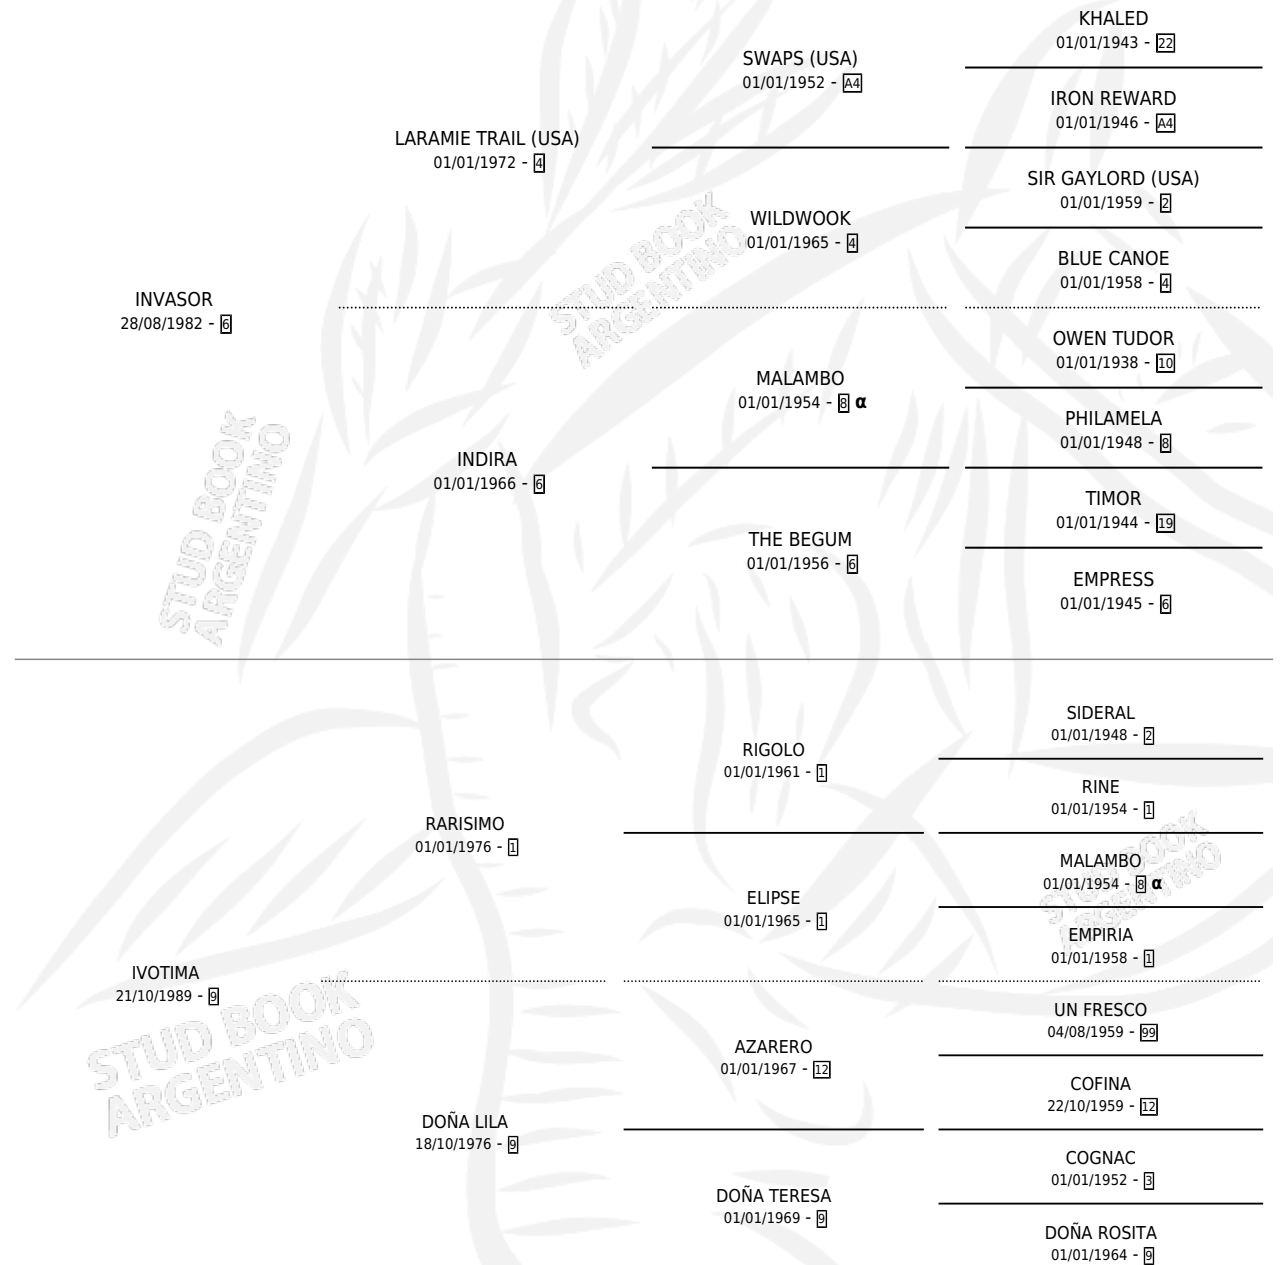 KHALED
01/01/1943 - 22
SWAPS (USA)
01/01/1952 - A4
IRON REWARD
01/01/1946 - A4
LARAMIE TRAIL (USA)
01/01/1972 - 4
SIR GAYLORD (USA)
01/01/1959 - 2
WILDWOOK
01/01/1965 - 4
BLUE CANOE
01/01/1958 - 4
STUD BOOK
ARGENTINO
INVASOR
28/08/1982 - 6
OWEN TUDOR
01/01/1938 - 10
MALAMBO
01/01/1954 - 8 α
PHILAMELA
01/01/1948 - 8
INDIRA
01/01/1966 - 6
TIMOR
01/01/1944 - 19
THE BEGUM
01/01/1956 - 6
EMPRESS
01/01/1945 - 6
STUD BOOK
ARGENTINO
SIDERAL
01/01/1948 - 2
RIGOLO
01/01/1961 - 1
RINE
01/01/1954 - 1
RARISIMO
01/01/1976 - 1
MALAMBO
01/01/1954 - 8 α
ELIPSE
01/01/1965 - 1
EMPIRIA
01/01/1958 - 1
STUD BOOK
ARGENTINO
IVOTIMA
21/10/1989 - 9
UN FRESCO
04/08/1959 - 99
AZARERO
01/01/1967 - 12
COFINA
22/10/1959 - 12
DOÑA LILA
18/10/1976 - 9
COGNAC
01/01/1952 - 3
DOÑA TERESA
01/01/1969 - 9
DOÑA ROSITA
01/01/1964 - 9
STUD BOOK
ARGENTINO